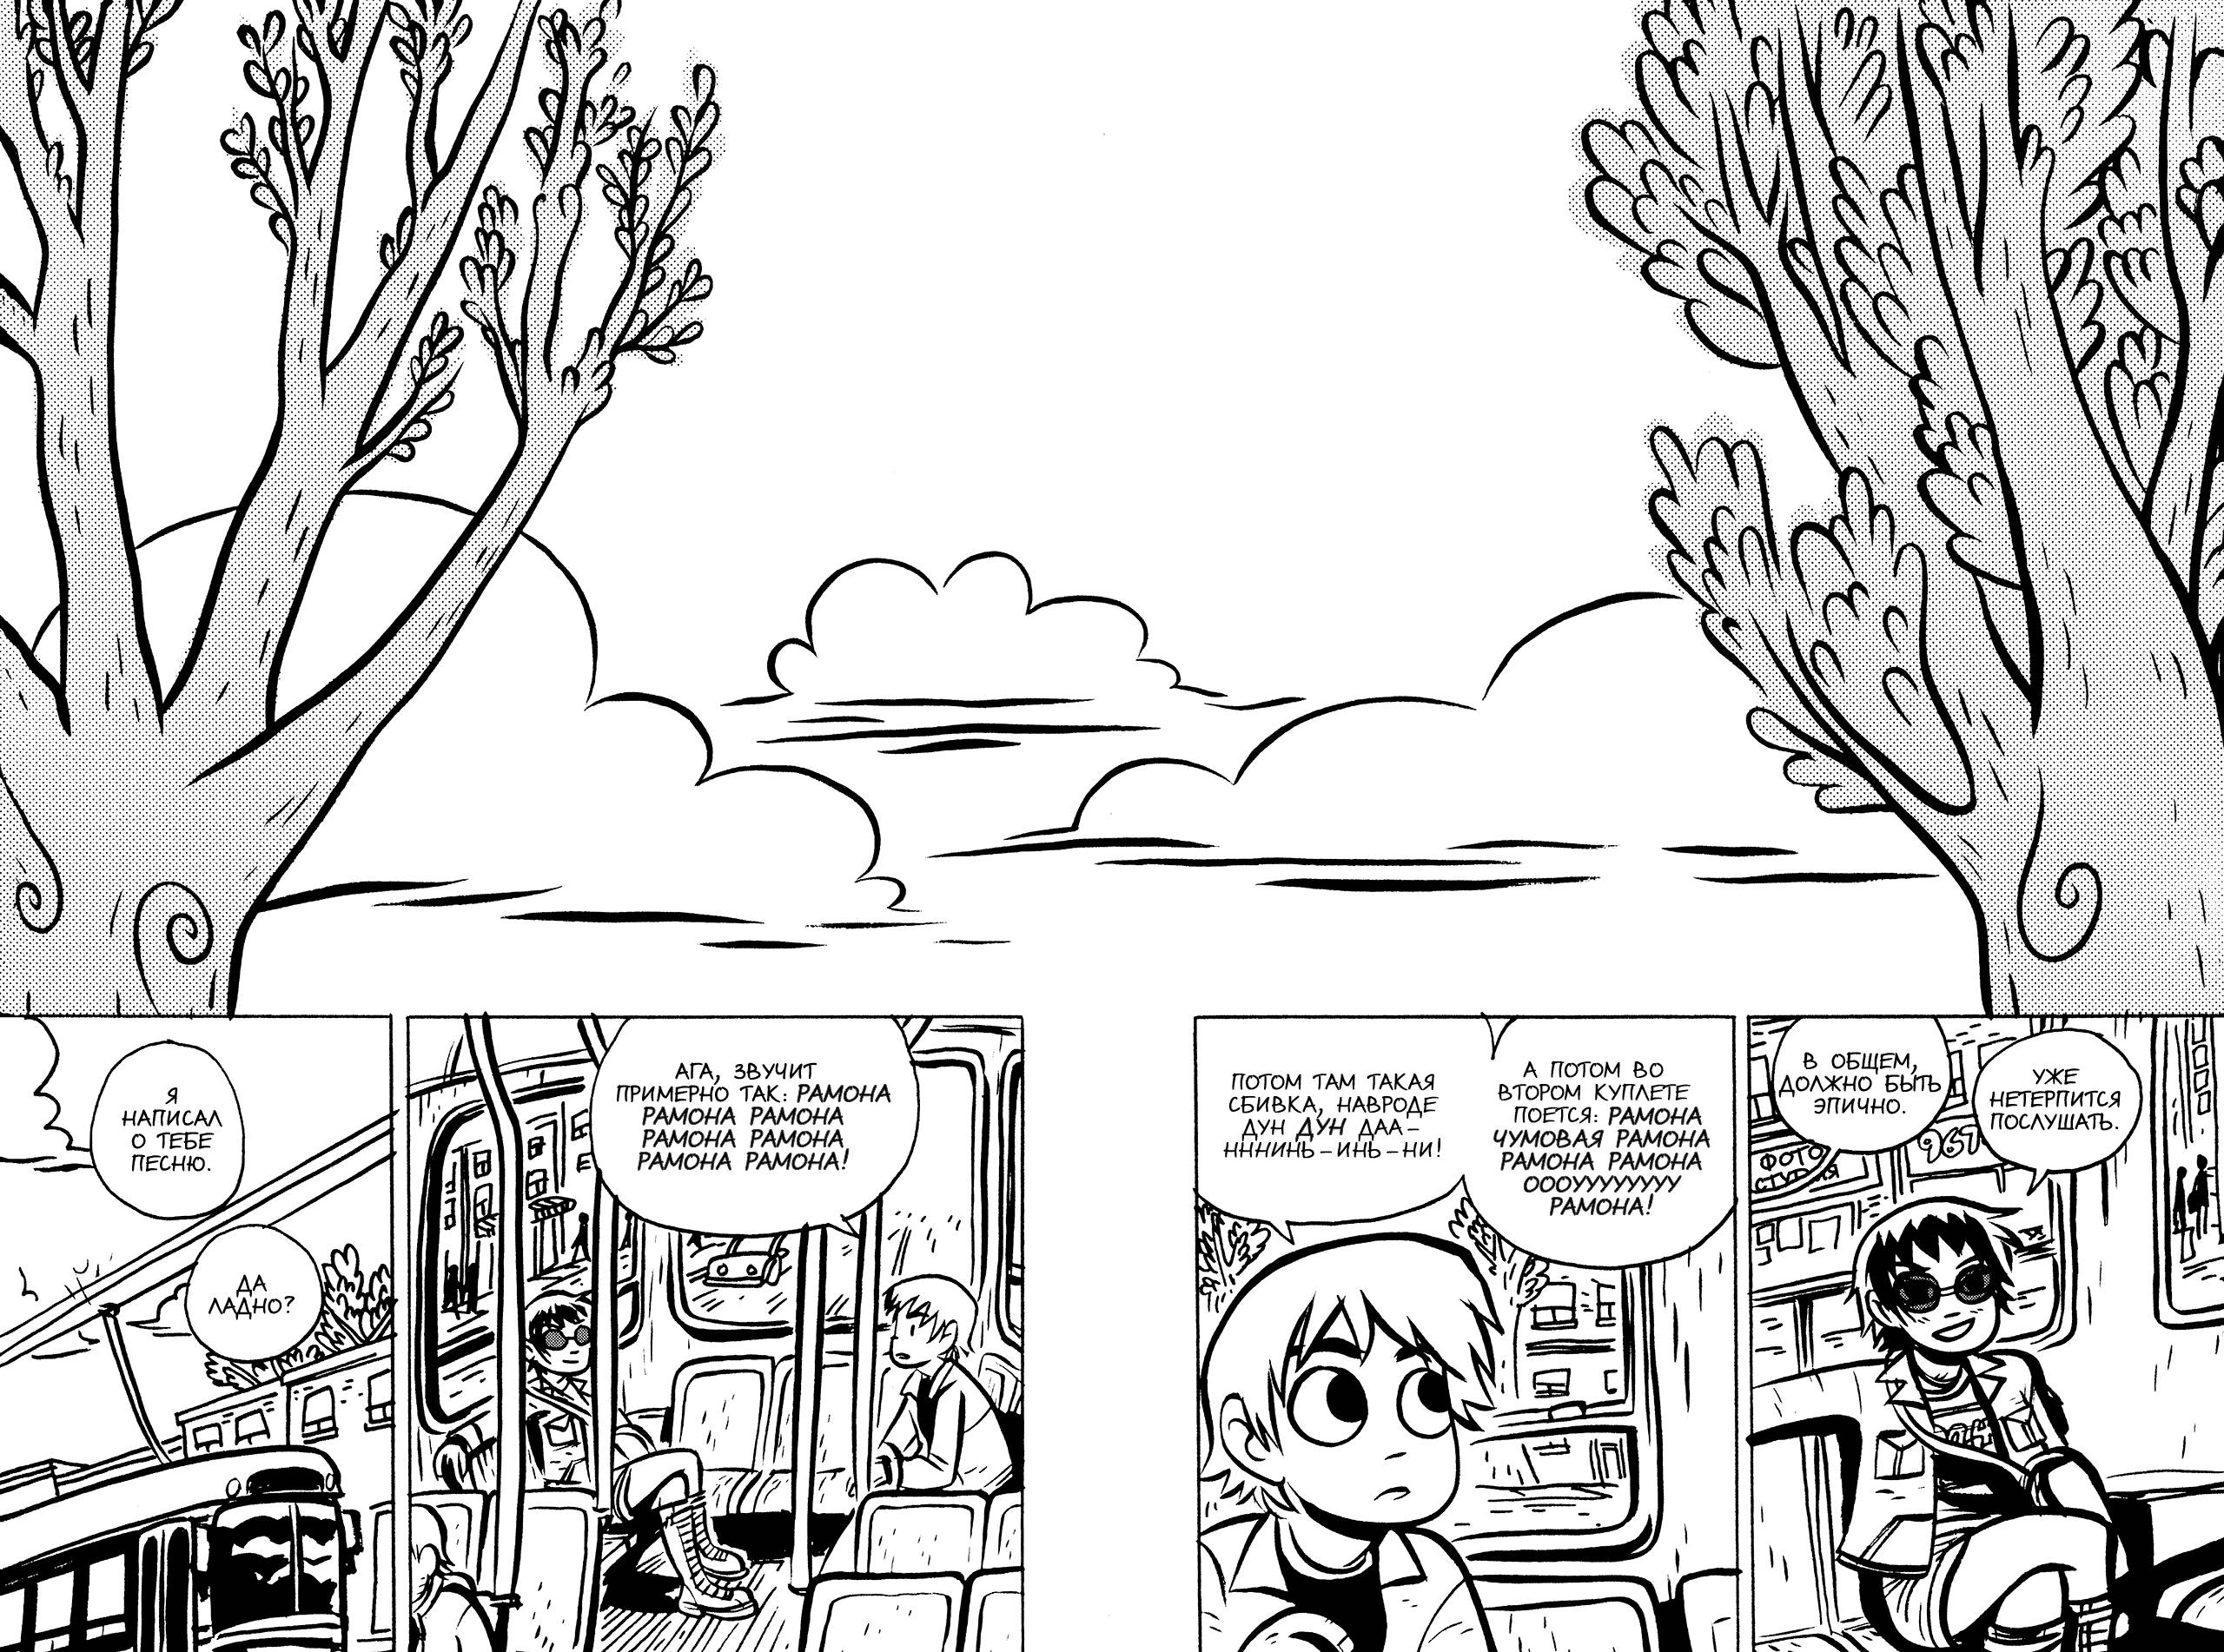 Я
НАПИСАЛ
О ТЕБЕ
ПЕСНЮ.
ДА
ЛАДНО?
АГА, ЗВУЧИТ
ПРИМЕРНО ТАК: РАМОНА
РАМОНА РАМОНА
РАМОНА РАМОНА
РАМОНА РАМОНА!
ПОТОМ ТАМ ТАКАЯ
СБИВКА, НАВРОДЕ
ДУН ДУН ДАА-
НННИНЬ-ИНЬ-НИ!
А ПОТОМ ВО
ВТОРОМ КУПЛЕТЕ
ПОЕТСЯ: РАМОНА
ЧУМОВАЯ РАМОНА
РАМОНА РАМОНА
ОООУУУУУУУУ
РАМОНА!
В ОБЩЕМ,
ДОЛЖНО БЫТЬ
ЭПИЧНО.
УЖЕ
НЕТЕРПИТСЯ
ПОСЛУШАТЬ.
ФОТО
СТУДИЯ
967